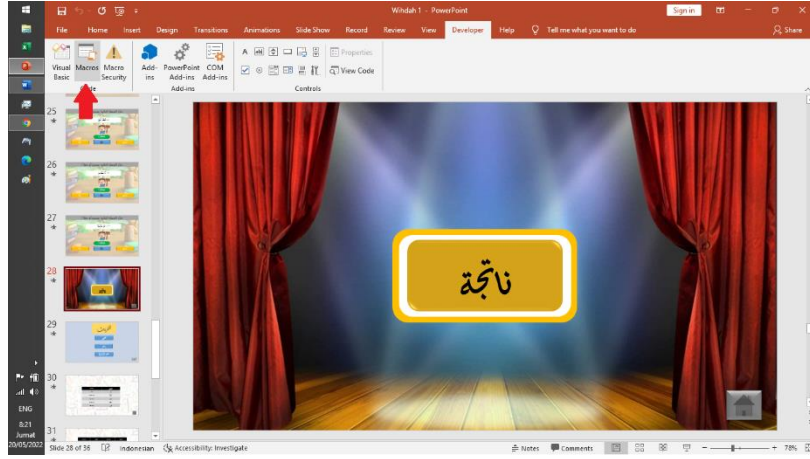 Wihdah 1 - PowerPoint
Sign in
File Home Insert Design Transitions Animations Slide Show Record Review View Developer Help Tell me what you want to do Share
Visual Basic
Macros
Macro Security
Add-ins
PowerPoint Add-ins
COM Add-ins
Properties
View Code
Add-ins
Controls
25
26
27
28
29
30
31
ناتجة
ENG
8:21
Jumat
20/05/2022
Slide 28 of 36 Indonesian Accessibility: Investigate Notes Comments 78%